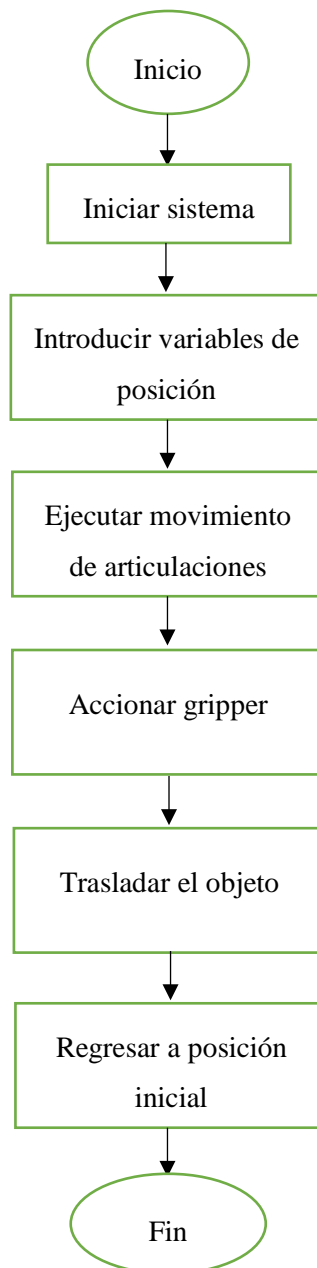 Inicio
Iniciar sistema
Introducir variables de
posición
Ejecutar movimiento
de articulaciones
Accionar gripper
Trasladar el objeto
Regresar a posición
inicial
Fin